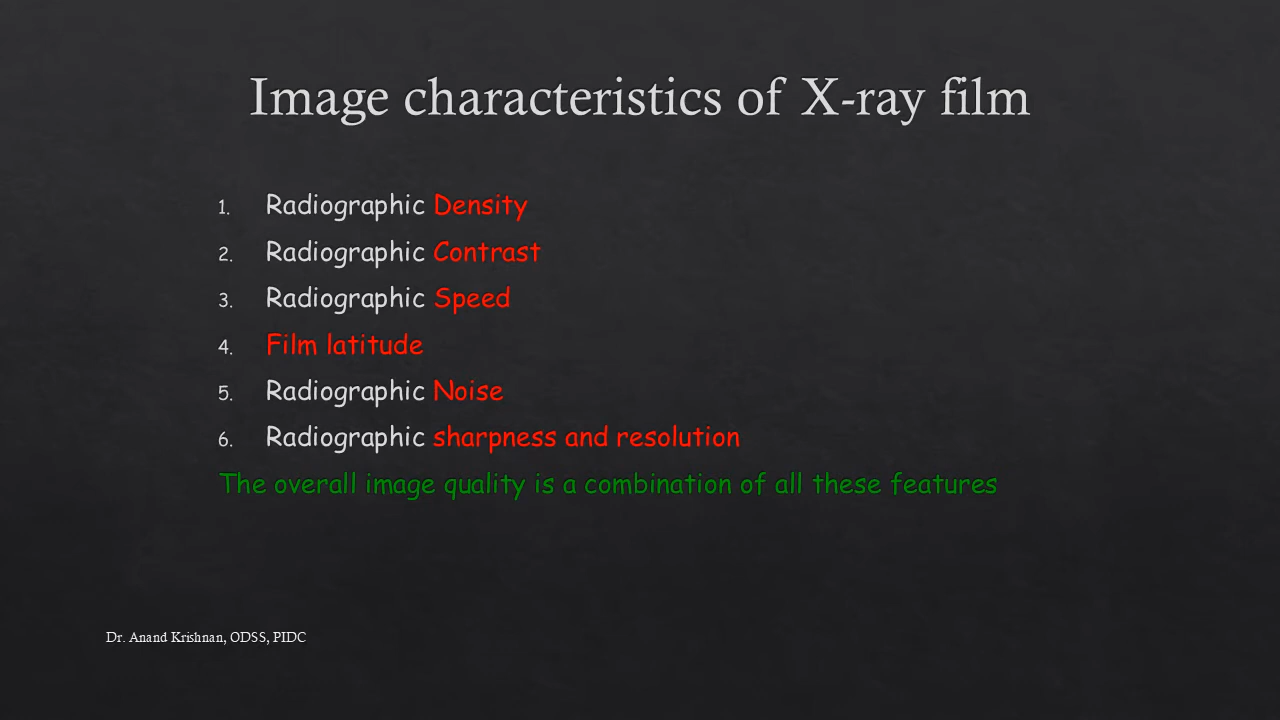 Image characteristics of X-ray film
1. Radiographic Density
2. Radiographic Contrast
3. Radiographic Speed
4. Film latitude
5. Radiographic Noise
6. Radiographic sharpness and resolution
The overall image quality is a combination of all these features
Dr. Anand Krishnan, ODSS, PIDC